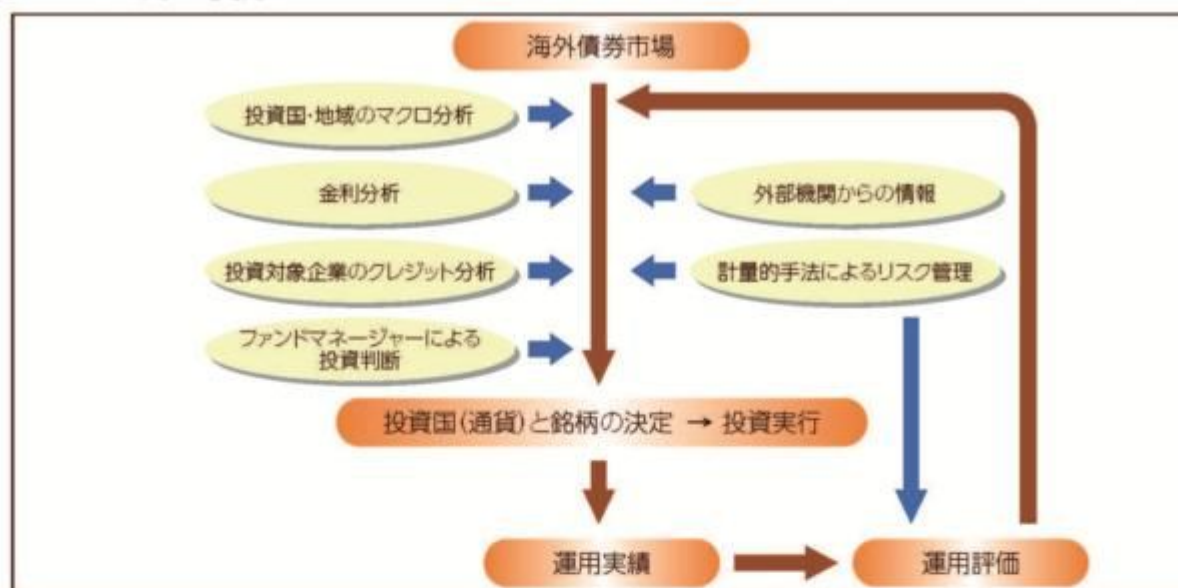 海外債券市場
投資国・地域のマクロ分析
金利分析
外部機関からの情報
投資対象企業のクレジット分析
計量的手法によるリスク管理
ファンドマネージャーによる
投資判断
投資国(通貨)と銘柄の決定 → 投資実行
運用実績
運用評価